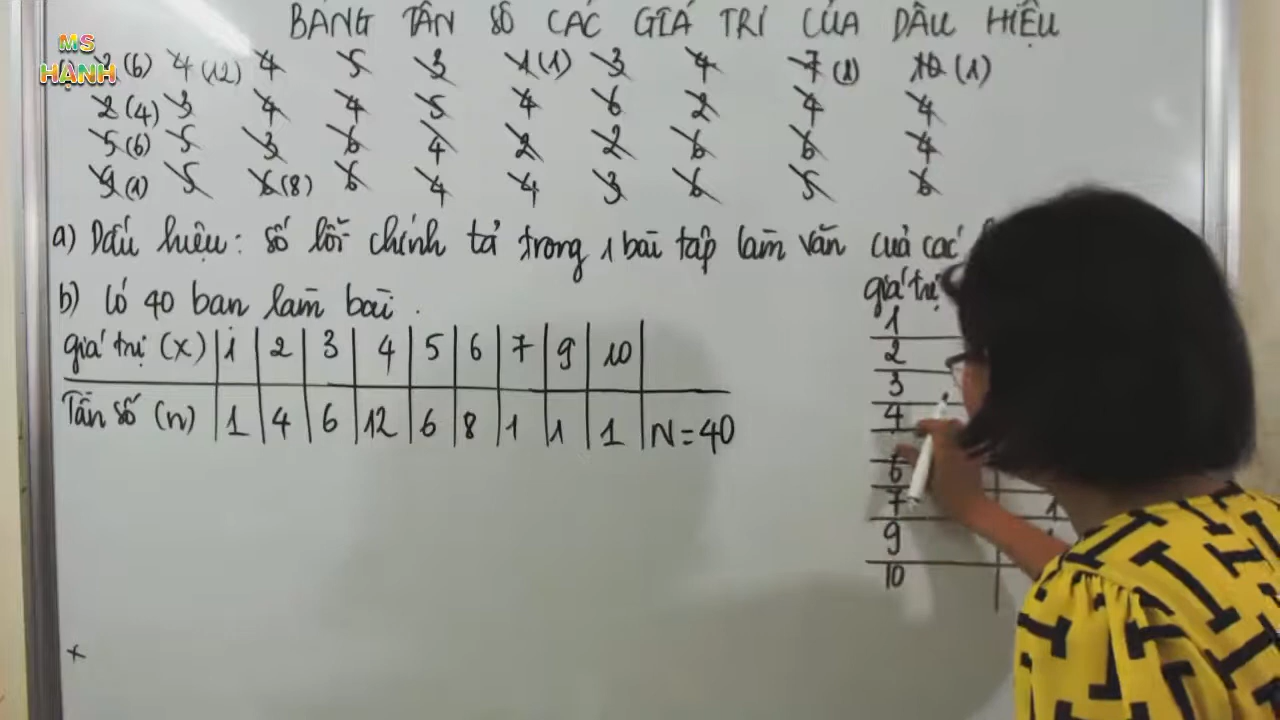 BẢNG TẦN SỐ CÁC GIÁ TRỊ CỦA DẤU HIỆU
MS
HẠNH
2 (6) 4 (12) 4 5 3 1 (1) 3 4 7 (1) 10 (1)
2 (4) 3 4 4 5 4 6 2 4 4
5 (6) 5 3 6 4 2 2 6 6 4
9 (1) 5 6 (8) 6 4 4 3 6 5 6
a) Dấu hiệu: số lỗi chính tả trong 1 bài tập làm văn của các
b) Có 40 bạn làm bài.
giá trị (x) 1 2 3 4 5 6 7 9 10
Tần số (n) 1 4 6 12 6 8 1 1 1 N = 40
giá trị
1
2
3
4
6
7 1
9
10
+